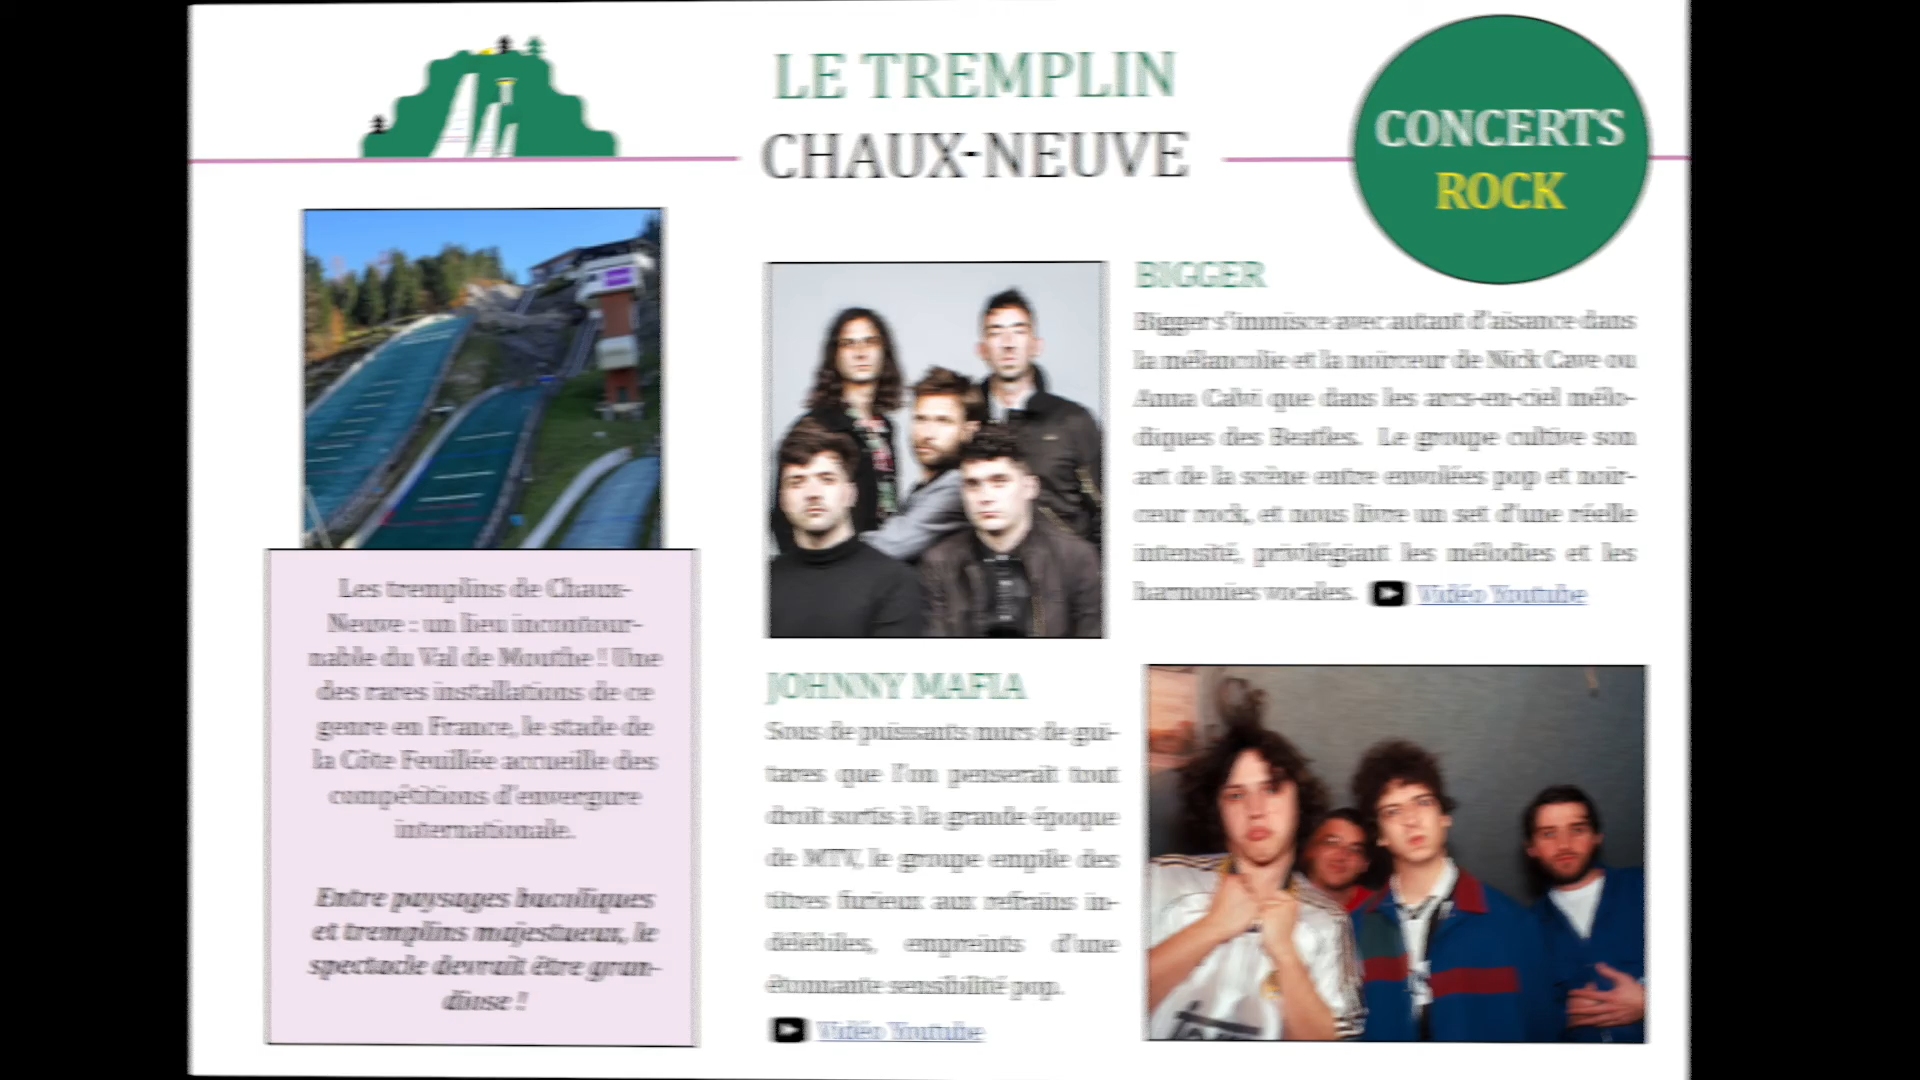 LE TREMPLIN
CHAUX-NEUVE
CONCERTS
ROCK
Les tremplins de Chaux-
Neuve : un lieu incontour-
nable du Val de Mouthe ! Une
des rares installations de ce
genre en France, le stade de
la Côte Feuillée accueille des
compétitions d'envergure
internationale.
Entre paysages bucoliques
et tremplins majestueux, le
spectacle devrait être gran-
diose !
BIGGER
Bigger s'immisce avec autant d'aisance dans
la mélancolie et la noirceur de Nick Cave ou
Anna Calvi que dans les arcs-en-ciel mélo-
diques des Beatles. Le groupe cultive son
art de la scène entre envolées pop et noir-
ceur rock, et nous livre un set d'une réelle
intensité, privilégiant les mélodies et les
harmonies vocales. Vidéo Youtube
JOHNNY MAFIA
Sous de puissants murs de gui-
tares que l'on penserait tout
droit sortis à la grande époque
de MTV, le groupe empile des
titres furieux aux refrains in-
délébiles, empreints d'une
étonnante sensibilité pop.
Vidéo Youtube